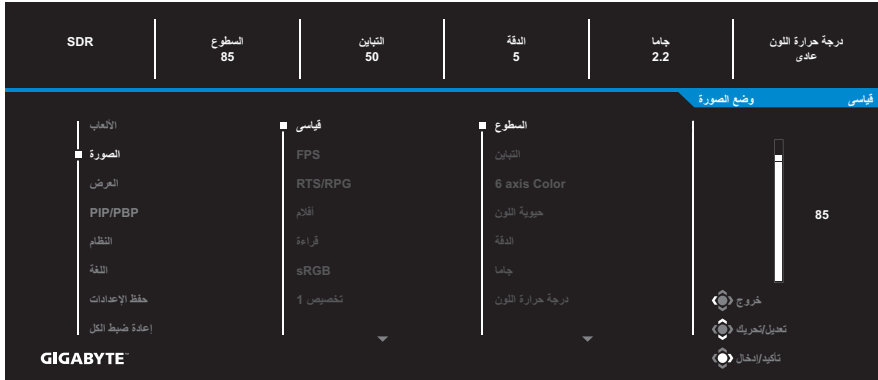 SDR
السطوع
85
التباين
50
الدقة
5
جاما
2.2
درجة حرارة اللون
عادى
وضع الصورة
قياسى
الألعاب
الصورة
العرض
PIP/PBP
النظام
اللغة
حفظ الإعدادات
إعادة ضبط الكل
قياسى
FPS
RTS/RPG
أفلام
قراءة
sRGB
تخصيص 1
السطوع
التباين
6 axis Color
حيوية اللون
الدقة
جاما
درجة حرارة اللون
85
خروج
تعديل/تحريك
تأكيد/إدخال
GIGABYTE™